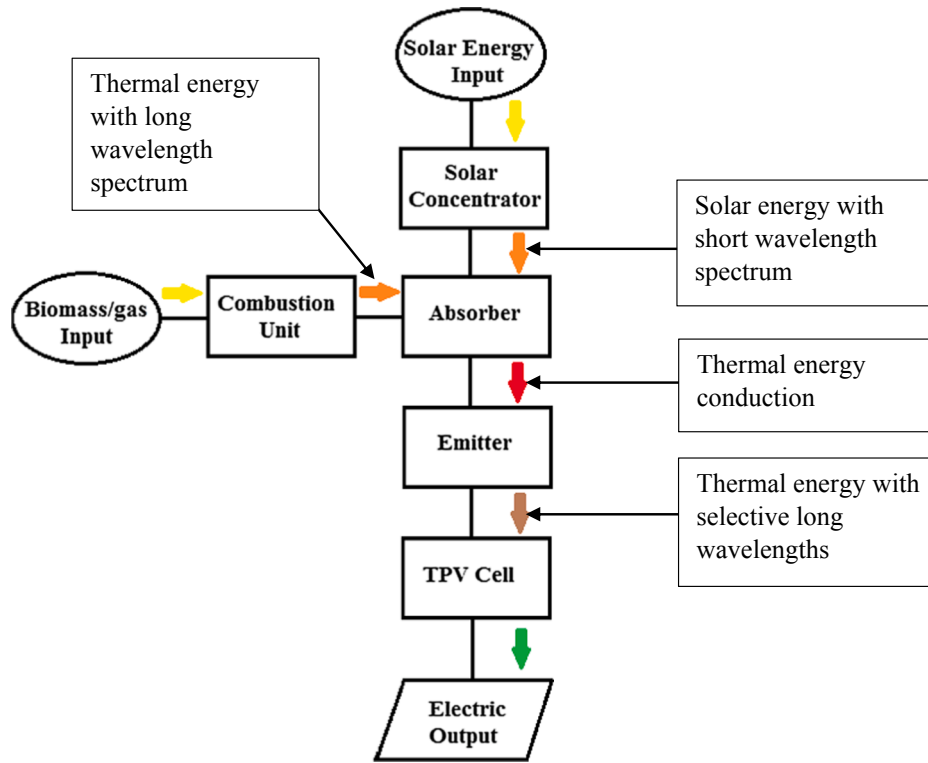 Solar Energy
Input
Thermal energy
with long
wavelength
spectrum
Solar
Concentrator
Solar energy with
short wavelength
spectrum
Biomass/gas
Input
Combustion
Unit
Absorber
Thermal energy
conduction
Emitter
Thermal energy with
selective long
wavelengths
TPV Cell
Electric
Output